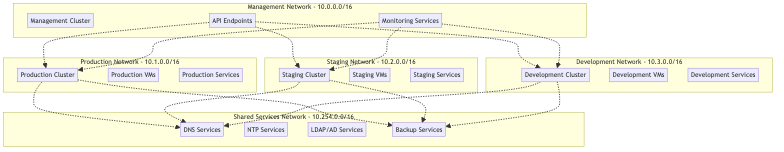 Management Network - 10.0.0.0/16
Management Cluster
API Endpoints
Monitoring Services
Production Network - 10.1.0.0/16
Production Cluster
Production VMs
Production Services
Staging Network - 10.2.0.0/16
Staging Cluster
Staging VMs
Staging Services
Development Network - 10.3.0.0/16
Development Cluster
Development VMs
Development Services
Shared Services Network - 10.254.0.0/16
DNS Services
NTP Services
LDAP/AD Services
Backup Services